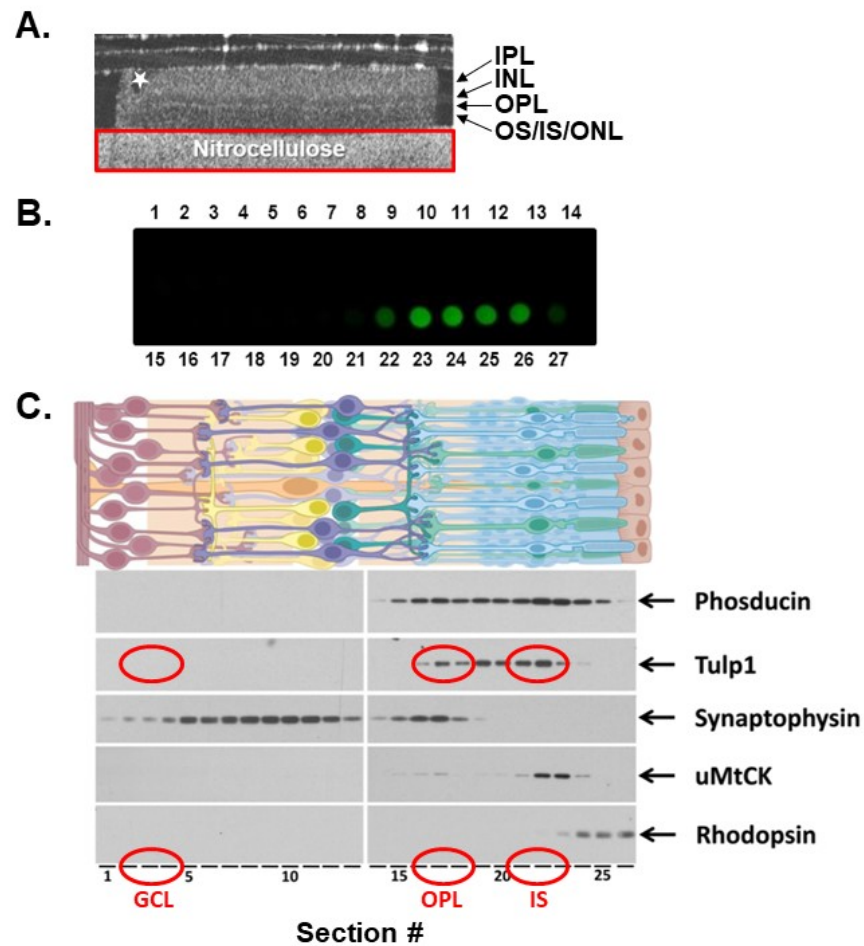 A.
IPL
INL
OPL
OS/IS/ONL
Nitrocellulose
B.
1 2 3 4 5 6 7 8 9 10 11 12 13 14
15 16 17 18 19 20 21 22 23 24 25 26 27
C.
Phosducin
Tulp1
Synaptophysin
uMtCK
Rhodopsin
1 5 10 15 20 25
GCL OPL IS
Section #